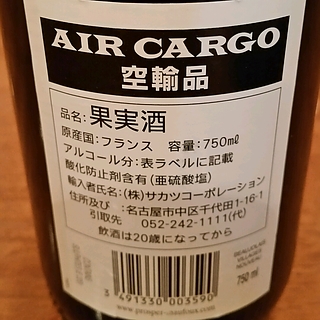 AIR CARGO
空輸品
品名：果実酒
原産国：フランス　容量：750㎖
アルコール分：表ラベルに記載
酸化防止剤含有（亜硫酸塩）
輸入者氏名：（株）サカツコーポレーション
住所及び　：名古屋市中区千代田1-16-1
引取先　052-242-1111(代)
飲酒は20歳になってから
BEAUJOLAIS
VILLAGES
NOUVEAU
750 ml
3 491330 003590